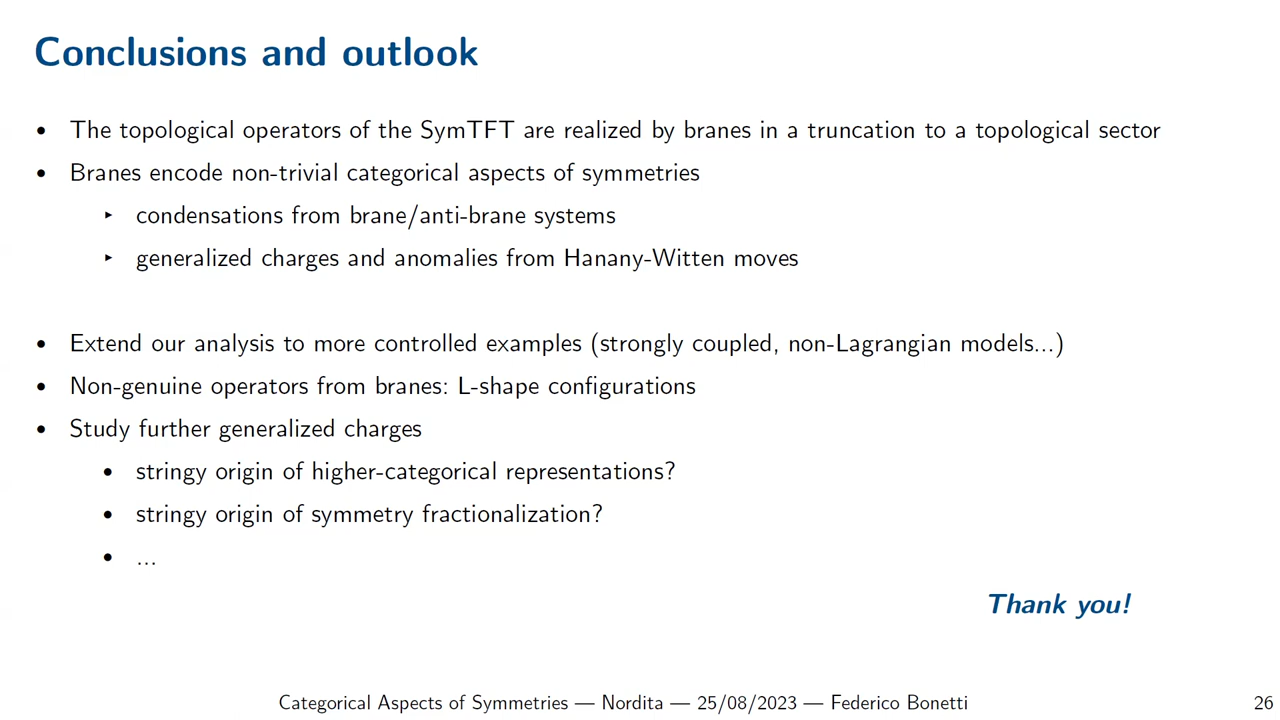 Conclusions and outlook
• The topological operators of the SymTFT are realized by branes in a truncation to a topological sector
• Branes encode non-trivial categorical aspects of symmetries
‣ condensations from brane/anti-brane systems
‣ generalized charges and anomalies from Hanany-Witten moves
• Extend our analysis to more controlled examples (strongly coupled, non-Lagrangian models...)
• Non-genuine operators from branes: L-shape configurations
• Study further generalized charges
• stringy origin of higher-categorical representations?
• stringy origin of symmetry fractionalization?
• ...
Thank you!
Categorical Aspects of Symmetries — Nordita — 25/08/2023 — Federico Bonetti
26